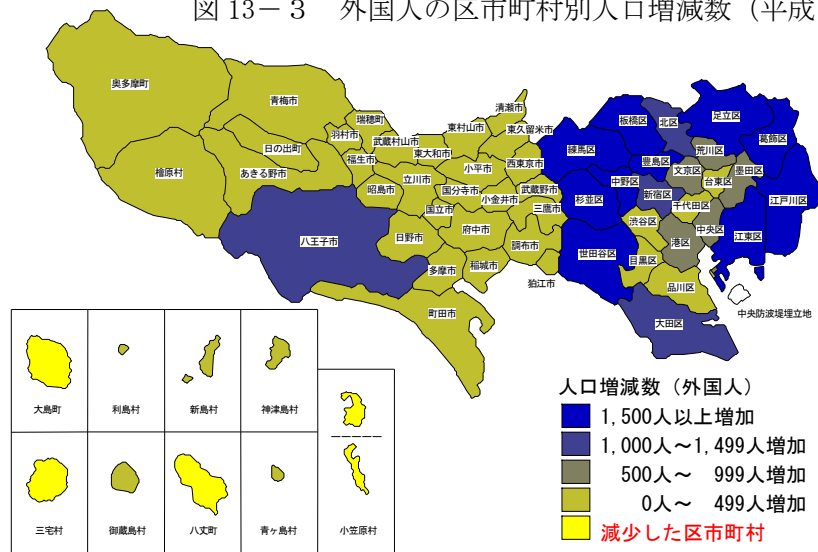 図 13－3　外国人の区市町村別人口増減数（平成
奥多摩町
青梅市
瑞穂町
羽村市
日の出町
檜原村
あきる野市
福生市
武蔵村山市
東大和市
東村山市
清瀬市
東久留米市
昭島市
立川市
小平市
西東京市
国分寺市
小金井市
武蔵野市
三鷹市
国立市
八王子市
日野市
府中市
調布市
多摩市
稲城市
狛江市
町田市
板橋区
北区
足立区
葛飾区
練馬区
豊島区
荒川区
文京区
台東区
墨田区
中野区
新宿区
千代田区
江戸川区
杉並区
渋谷区
中央区
江東区
港区
世田谷区
目黒区
品川区
大田区
中央防波堤埋立地
大島町
利島村
新島村
神津島村
三宅村
御蔵島村
八丈町
青ヶ島村
小笠原村
人口増減数（外国人）
1,500人以上増加
1,000人～1,499人増加
500人～　999人増加
0人～　499人増加
減少した区市町村